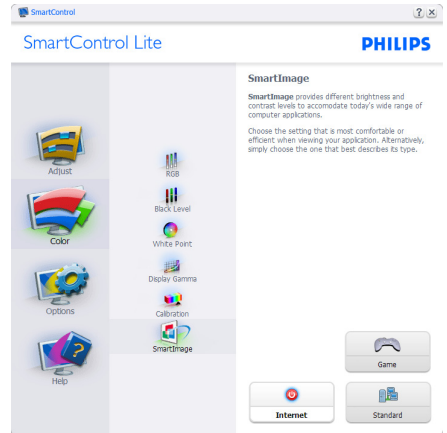 SmartControl
SmartControl Lite
PHILIPS
Adjust
Color
Options
Help
RGB
Black Level
White Point
Display Gamma
Calibration
SmartImage
SmartImage
SmartImage provides different brightness and
contrast levels to accomodate today's wide range of
computer applications.
Choose the setting that is most comfortable or
efficient when viewing your application. Alternatively,
simply choose the one that best describes its type.
Game
Internet
Standard